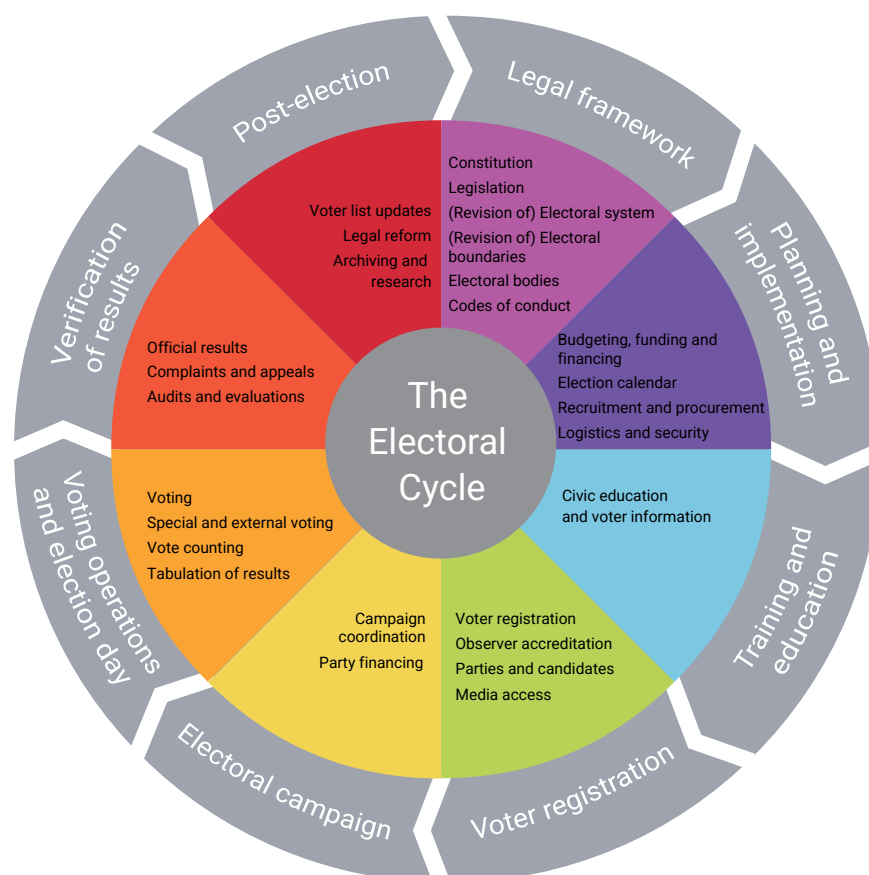 The
Electoral
Cycle
Legal framework
Constitution
Legislation
(Revision of) Electoral system
(Revision of) Electoral
boundaries
Electoral bodies
Codes of conduct
Planning and
implementation
Budgeting, funding and
financing
Election calendar
Recruitment and procurement
Logistics and security
Training and
education
Civic education
and voter information
Voter registration
Voter registration
Observer accreditation
Parties and candidates
Media access
Electoral campaign
Campaign
coordination
Party financing
Voting operations
and election day
Voting
Special and external voting
Vote counting
Tabulation of results
Verification
of results
Official results
Complaints and appeals
Audits and evaluations
Post-election
Voter list updates
Legal reform
Archiving and
research